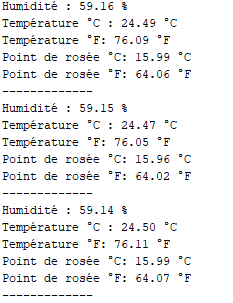 Humidité : 59.16 %
Température °C : 24.49 °C
Température °F: 76.09 °F
Point de rosée °C: 15.99 °C
Point de rosée °F: 64.06 °F
-------------
Humidité : 59.15 %
Température °C : 24.47 °C
Température °F: 76.05 °F
Point de rosée °C: 15.96 °C
Point de rosée °F: 64.02 °F
-------------
Humidité : 59.14 %
Température °C : 24.50 °C
Température °F: 76.11 °F
Point de rosée °C: 15.99 °C
Point de rosée °F: 64.07 °F
-------------